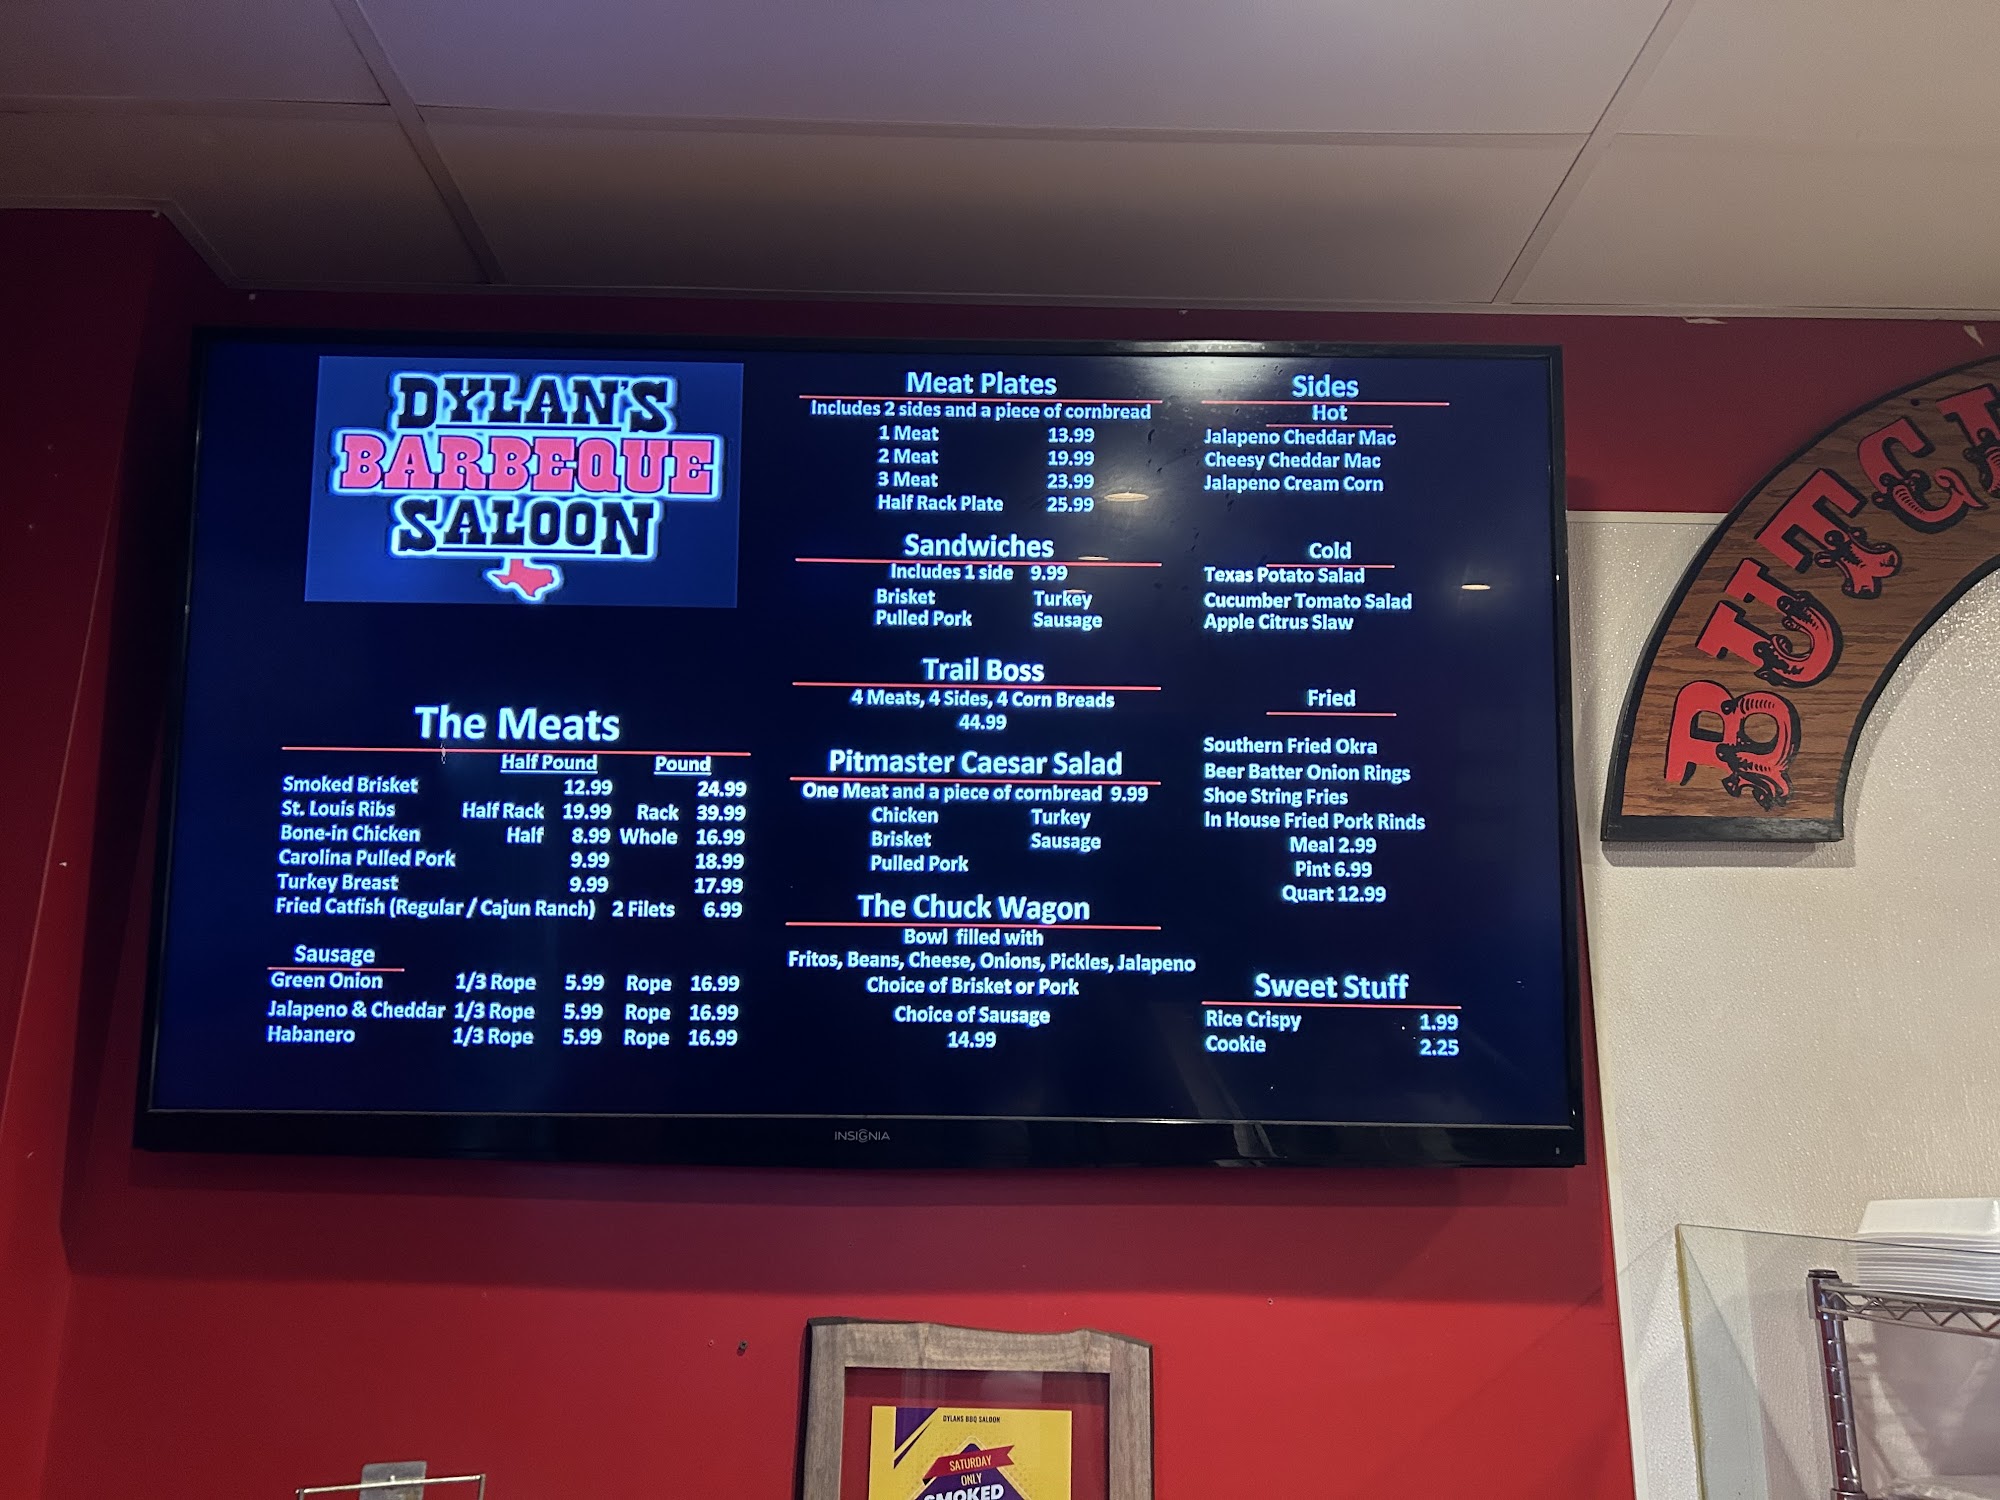 DYLAN'S
BARBEQUE
SALOON
The Meats
Half Pound Pound
Smoked Brisket 12.99 24.99
St. Louis Ribs Half Rack 19.99 Rack 39.99
Bone-in Chicken Half 8.99 Whole 16.99
Carolina Pulled Pork 9.99 18.99
Turkey Breast 9.99 17.99
Fried Catfish (Regular / Cajun Ranch) 2 Filets 6.99
Sausage
Green Onion 1/3 Rope 5.99 Rope 16.99
Jalapeno & Cheddar 1/3 Rope 5.99 Rope 16.99
Habanero 1/3 Rope 5.99 Rope 16.99
Meat Plates
Includes 2 sides and a piece of cornbread
1 Meat 13.99
2 Meat 19.99
3 Meat 23.99
Half Rack Plate 25.99
Sandwiches
Includes 1 side 9.99
Brisket Turkey
Pulled Pork Sausage
Trail Boss
4 Meats, 4 Sides, 4 Corn Breads
44.99
Pitmaster Caesar Salad
One Meat and a piece of cornbread 9.99
Chicken Turkey
Brisket Sausage
Pulled Pork
The Chuck Wagon
Bowl filled with
Fritos, Beans, Cheese, Onions, Pickles, Jalapeno
Choice of Brisket or Pork
Choice of Sausage
14.99
Sides
Hot
Jalapeno Cheddar Mac
Cheesy Cheddar Mac
Jalapeno Cream Corn
Cold
Texas Potato Salad
Cucumber Tomato Salad
Apple Citrus Slaw
Fried
Southern Fried Okra
Beer Batter Onion Rings
Shoe String Fries
In House Fried Pork Rinds
Meal 2.99
Pint 6.99
Quart 12.99
Sweet Stuff
Rice Crispy 1.99
Cookie 2.25
INSIGNIA
BUTCH
DYLANS BBQ SALOON
SATURDAY
ONLY
SMOKED